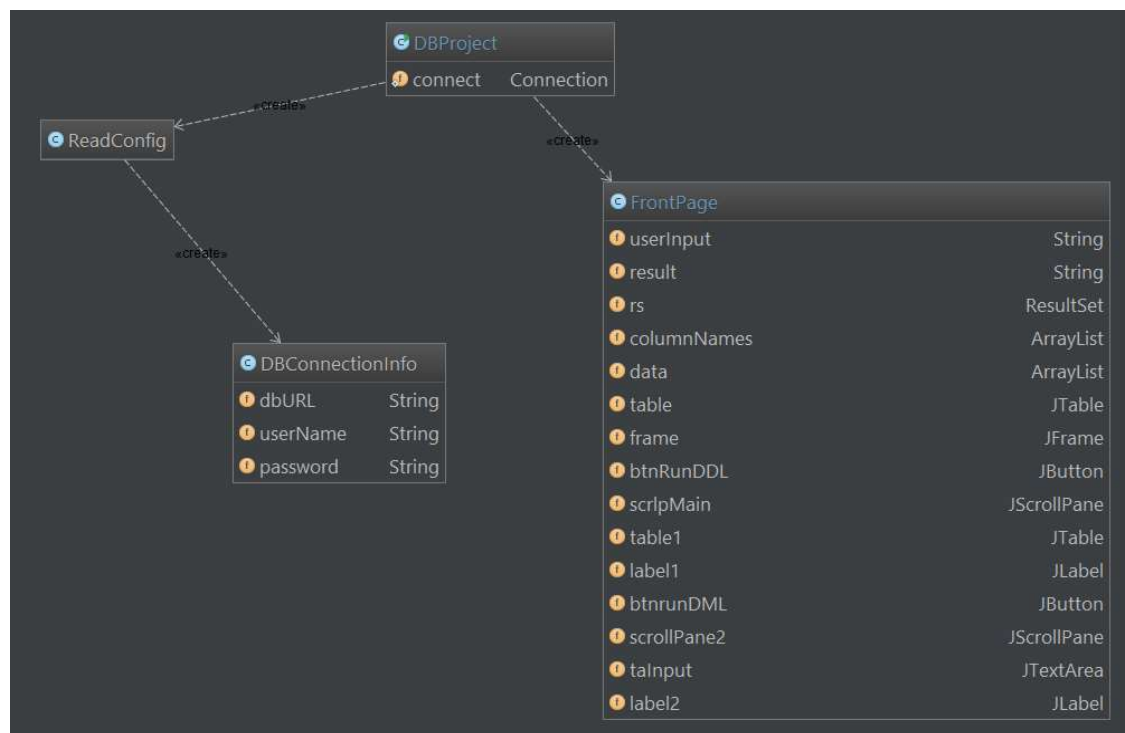 DBProject
connect Connection
«create»
«create»
ReadConfig
«create»
FrontPage
userInput String
result String
rs ResultSet
columnNames ArrayList
data ArrayList
table JTable
frame JFrame
btnRunDDL JButton
scrlpMain JScrollPane
table1 JTable
label1 JLabel
btnrunDML JButton
scrollPane2 JScrollPane
taInput JTextArea
label2 JLabel
DBConnectionInfo
dbURL String
userName String
password String